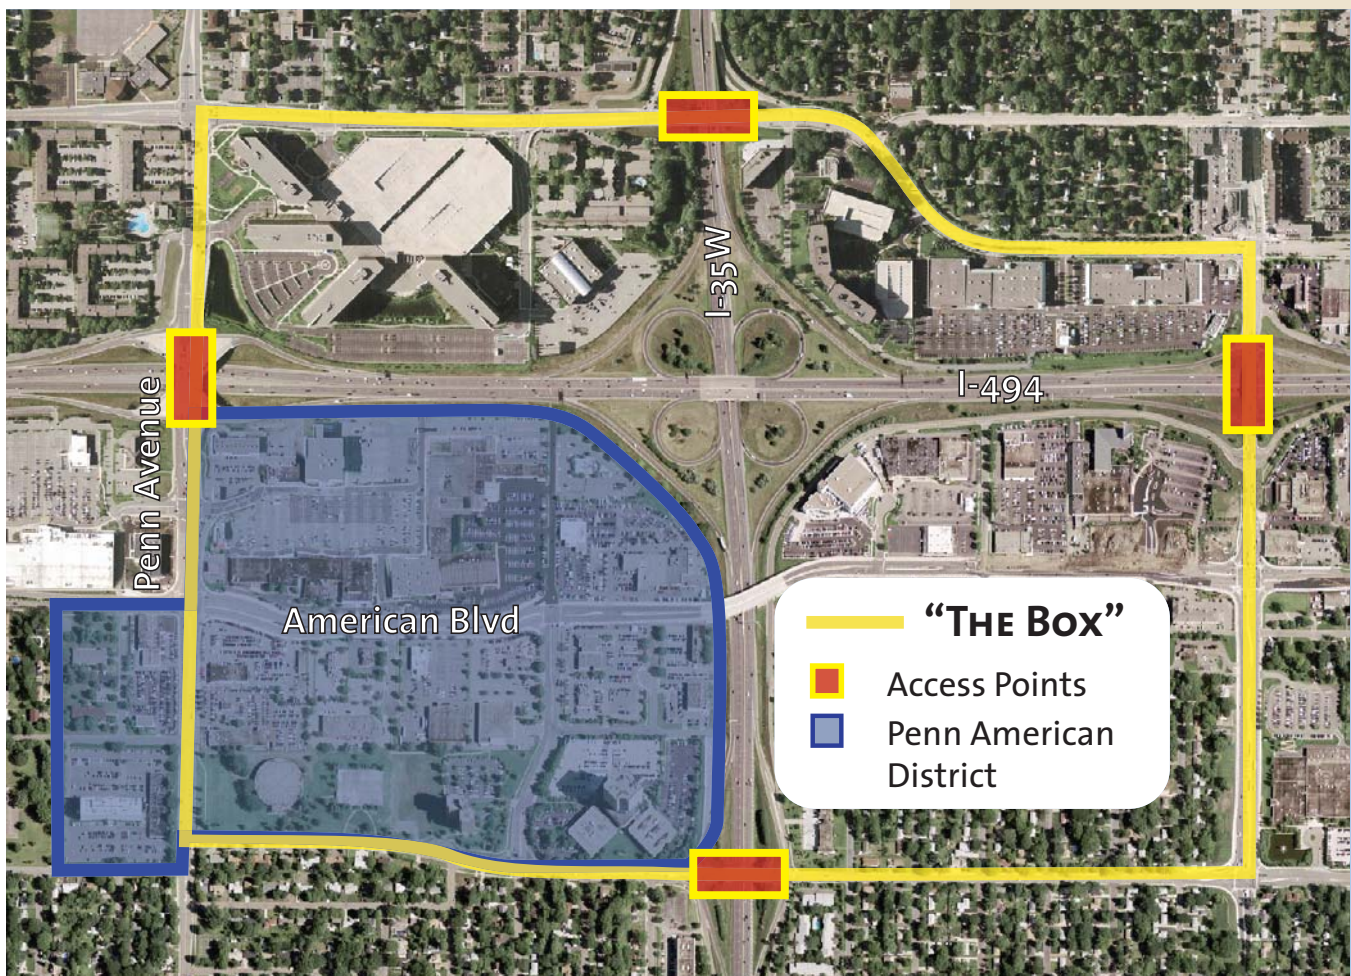 I-35W
I-494
Penn Avenue
American Blvd
“THE BOX”
Access Points
Penn American
District